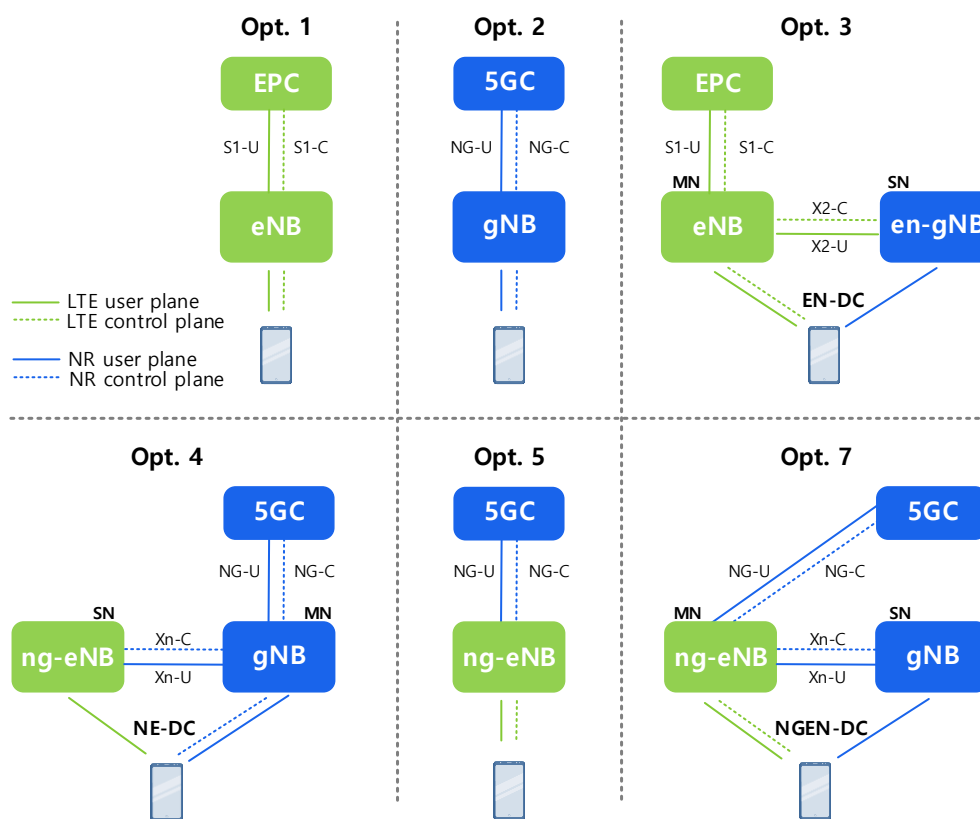 Opt. 1
EPC
S1-U
S1-C
eNB
Opt. 2
5GC
NG-U
NG-C
gNB
Opt. 3
EPC
S1-U
S1-C
MN
SN
eNB
X2-C
X2-U
en-gNB
EN-DC
LTE user plane
LTE control plane
NR user plane
NR control plane
Opt. 4
5GC
NG-U
NG-C
SN
MN
ng-eNB
Xn-C
Xn-U
gNB
NE-DC
Opt. 5
5GC
NG-U
NG-C
ng-eNB
Opt. 7
5GC
NG-U
NG-C
MN
SN
ng-eNB
Xn-C
Xn-U
gNB
NGEN-DC